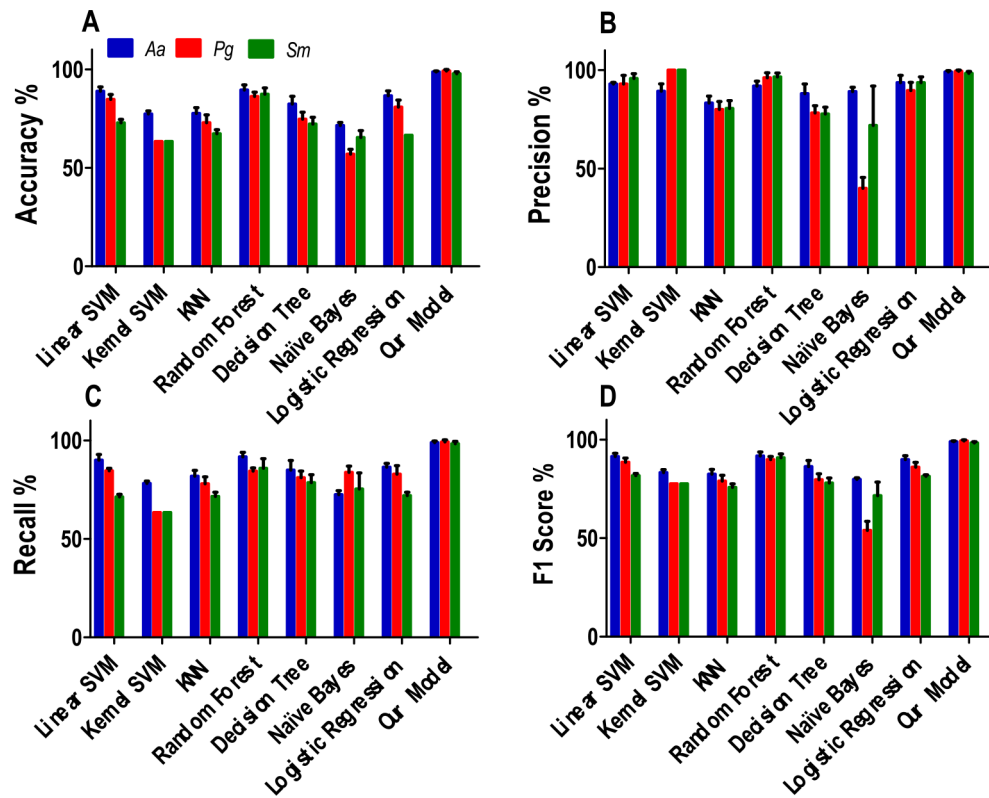 A
Aa Pg Sm
Accuracy %
100
50
0
Linear SVM
Kernel SVM
KNN
Random Forest
Decision Tree
Naïve Bayes
Logistic Regression
Our Model
B
Precision %
100
50
0
Linear SVM
Kernel SVM
KNN
Random Forest
Decision Tree
Naïve Bayes
Logistic Regression
Our Model
C
Recall %
100
50
0
Linear SVM
Kernel SVM
KNN
Random Forest
Decision Tree
Naïve Bayes
Logistic Regression
Our Model
D
F1 Score %
100
50
0
Linear SVM
Kernel SVM
KNN
Random Forest
Decision Tree
Naïve Bayes
Logistic Regression
Our Model